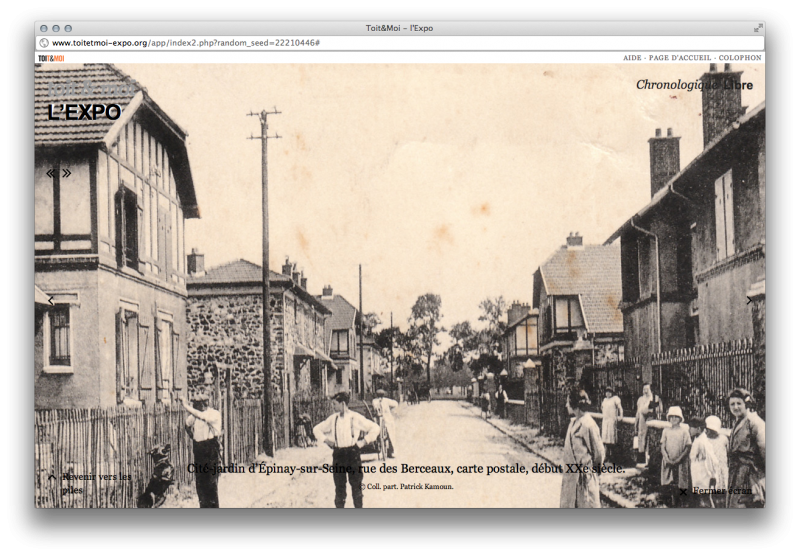 Toit&Moi - l'Expo
www.toitetmoi-expo.org/app/index2.php?random_seed=22210446#
TOIT&MOI
AIDE - PAGE D'ACCUEIL - COLOPHON
Chronologique Libre
L'EXPO
Cité-jardin d'Épinay-sur-Seine, rue des Berceaux, carte postale, début XXe siècle.
© Coll. part. Patrick Kamoun.
Revenir vers les
piles
Fermer écran